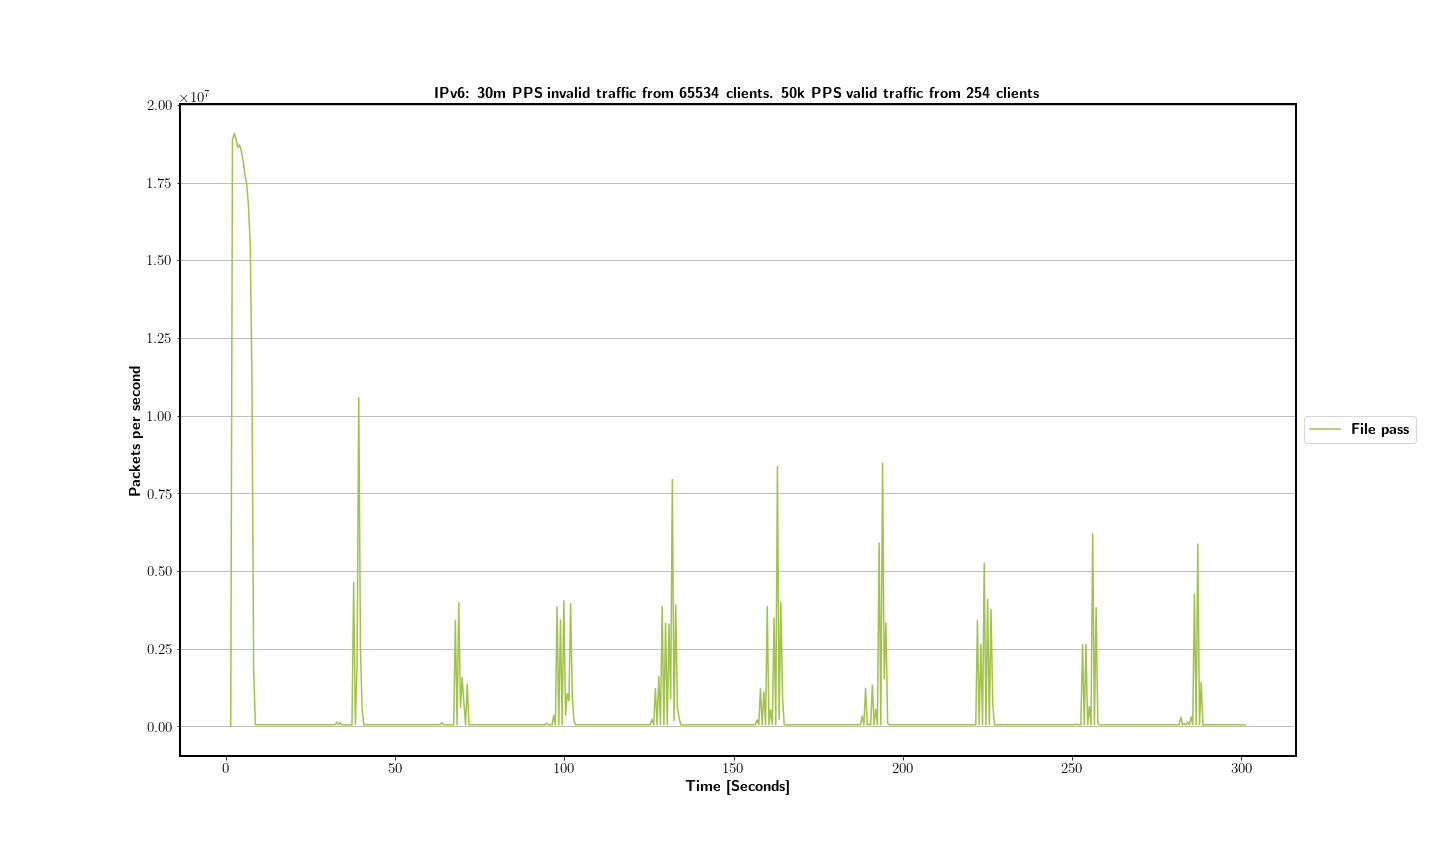 IPv6: 30m PPS invalid traffic from 65534 clients. 50k PPS valid traffic from 254 clients
×10⁷
2.00
1.75
1.50
1.25
1.00
0.75
0.50
0.25
0.00
Packets per second
File pass
0 50 100 150 200 250 300
Time [Seconds]